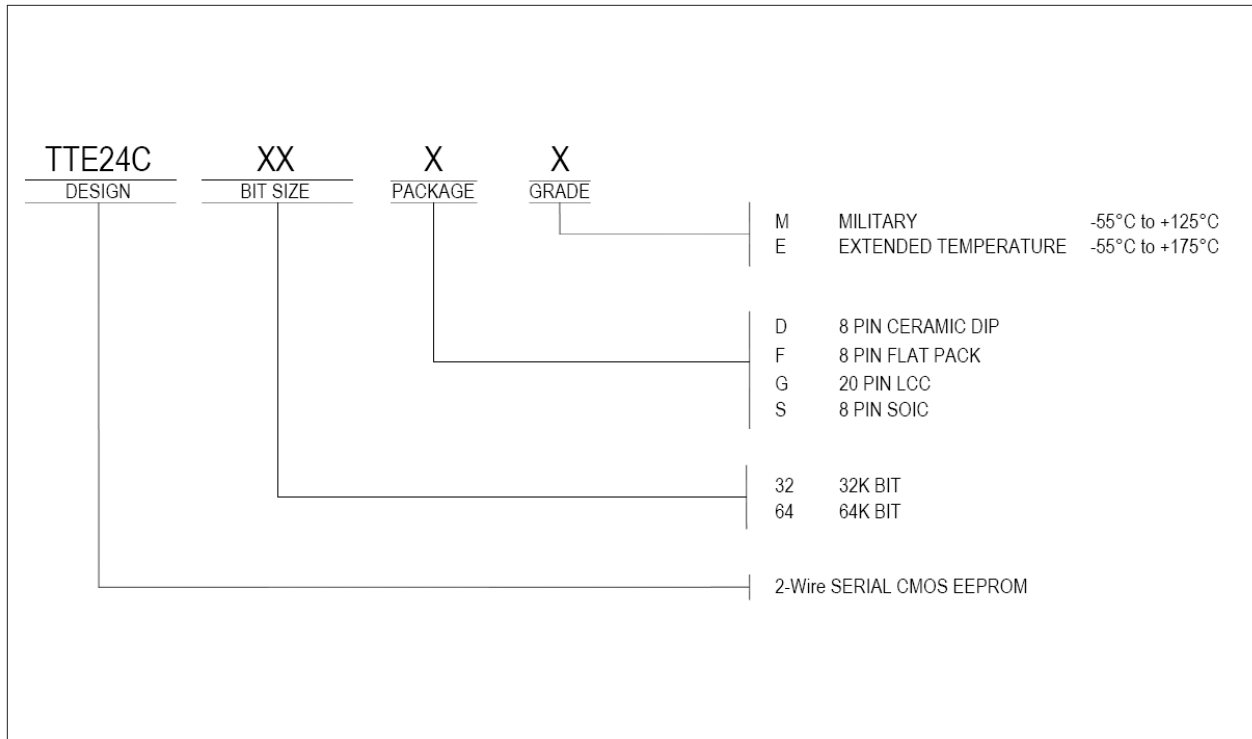 TTE24C XX X X
DESIGN BIT SIZE PACKAGE GRADE
M MILITARY -55°C to +125°C
E EXTENDED TEMPERATURE -55°C to +175°C
D 8 PIN CERAMIC DIP
F 8 PIN FLAT PACK
G 20 PIN LCC
S 8 PIN SOIC
32 32K BIT
64 64K BIT
2-Wire SERIAL CMOS EEPROM